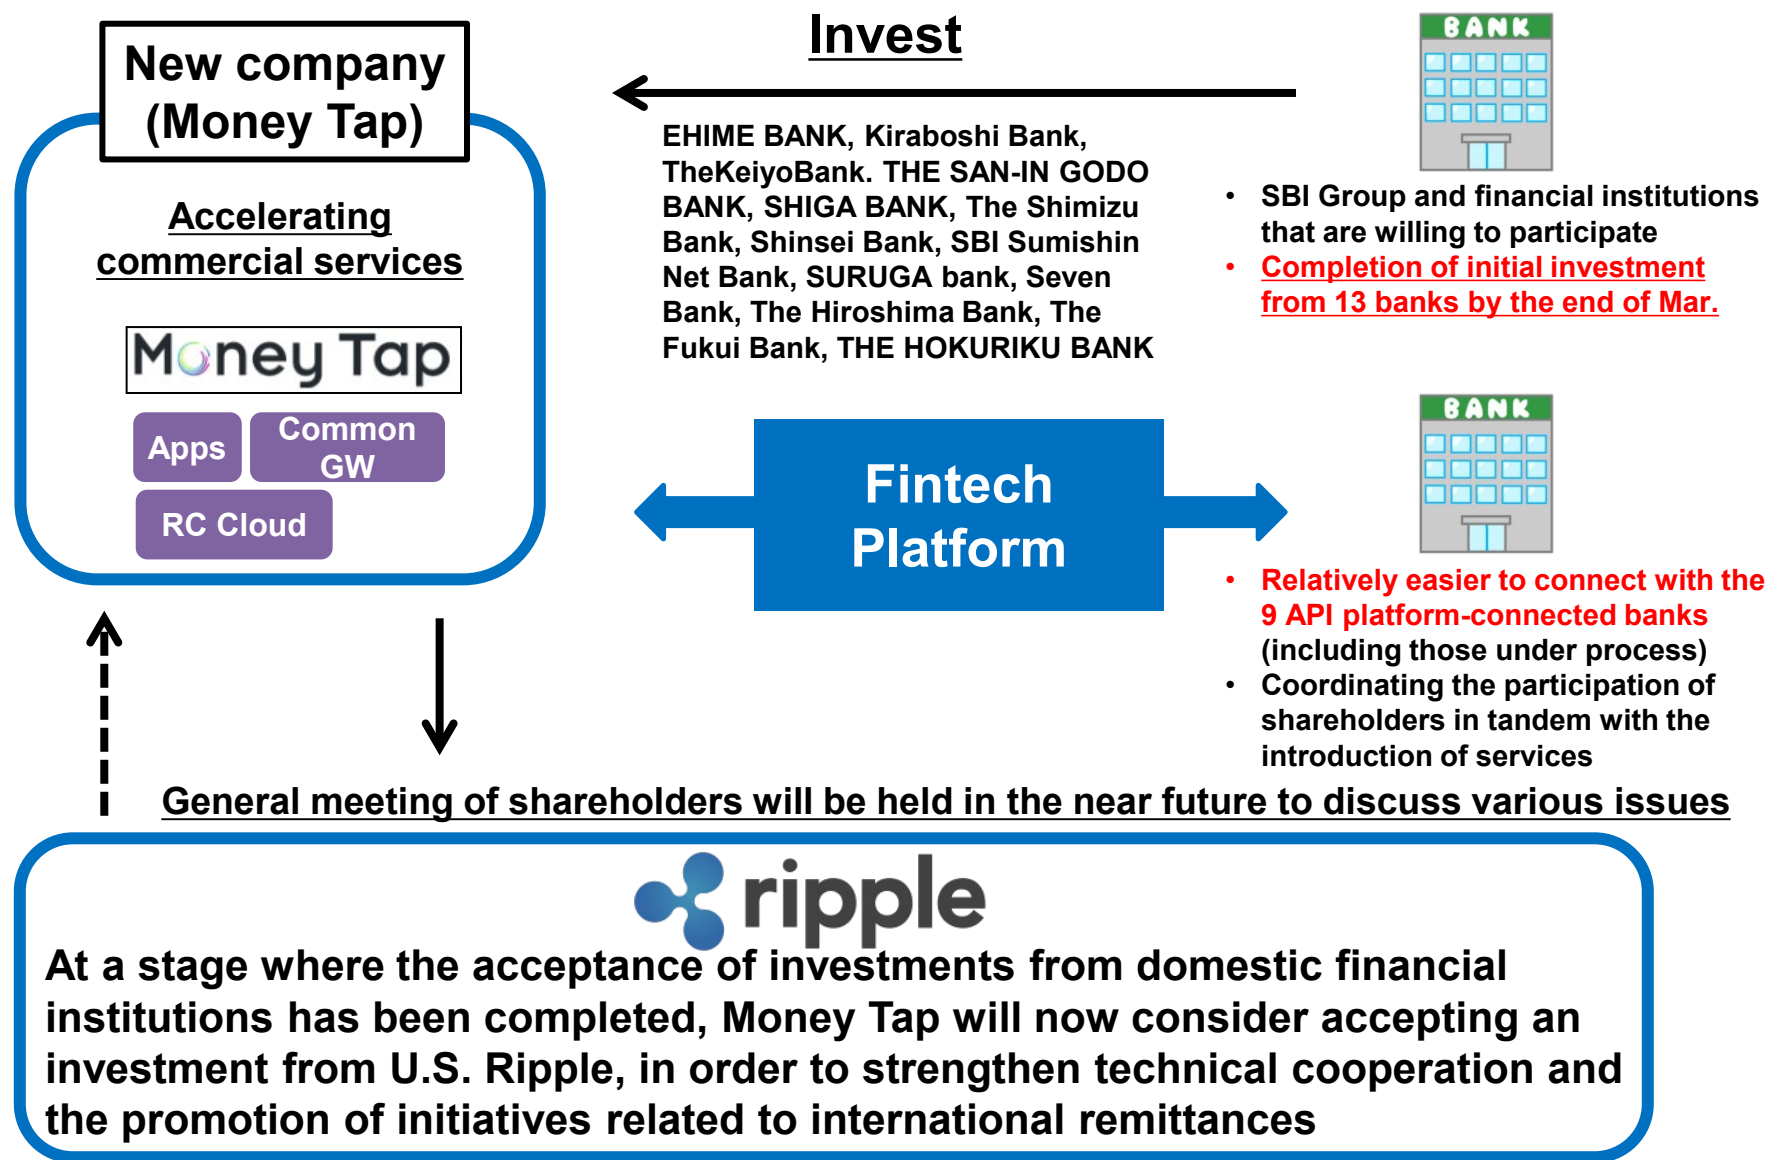 New company
(Money Tap)
Accelerating
commercial services
Money Tap
Apps
Common
GW
RC Cloud
Invest
EHIME BANK, Kiraboshi Bank,
TheKeiyoBank. THE SAN-IN GODO
BANK, SHIGA BANK, The Shimizu
Bank, Shinsei Bank, SBI Sumishin
Net Bank, SURUGA bank, Seven
Bank, The Hiroshima Bank, The
Fukui Bank, THE HOKURIKU BANK
BANK
• SBI Group and financial institutions
that are willing to participate
• Completion of initial investment
from 13 banks by the end of Mar.
Fintech
Platform
BANK
• Relatively easier to connect with the
9 API platform-connected banks
(including those under process)
• Coordinating the participation of
shareholders in tandem with the
introduction of services
General meeting of shareholders will be held in the near future to discuss various issues
ripple
At a stage where the acceptance of investments from domestic financial
institutions has been completed, Money Tap will now consider accepting an
investment from U.S. Ripple, in order to strengthen technical cooperation and
the promotion of initiatives related to international remittances